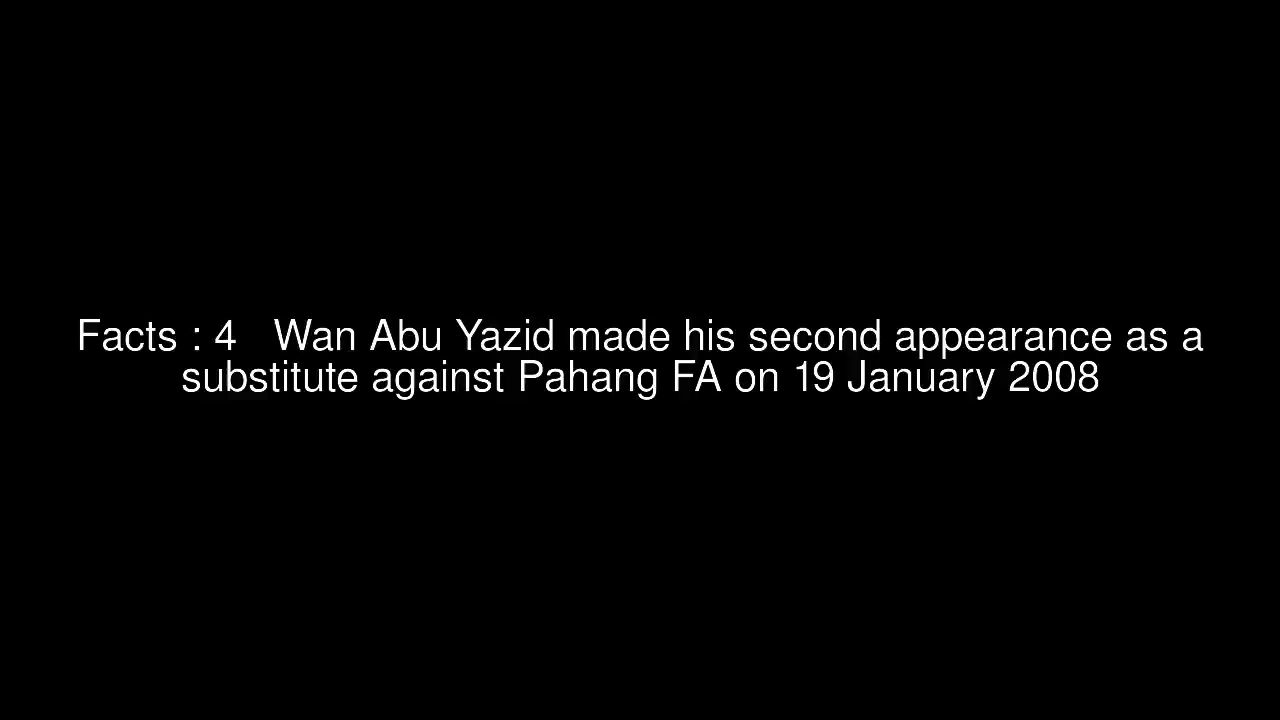 Facts : 4   Wan Abu Yazid made his second appearance as a
substitute against Pahang FA on 19 January 2008